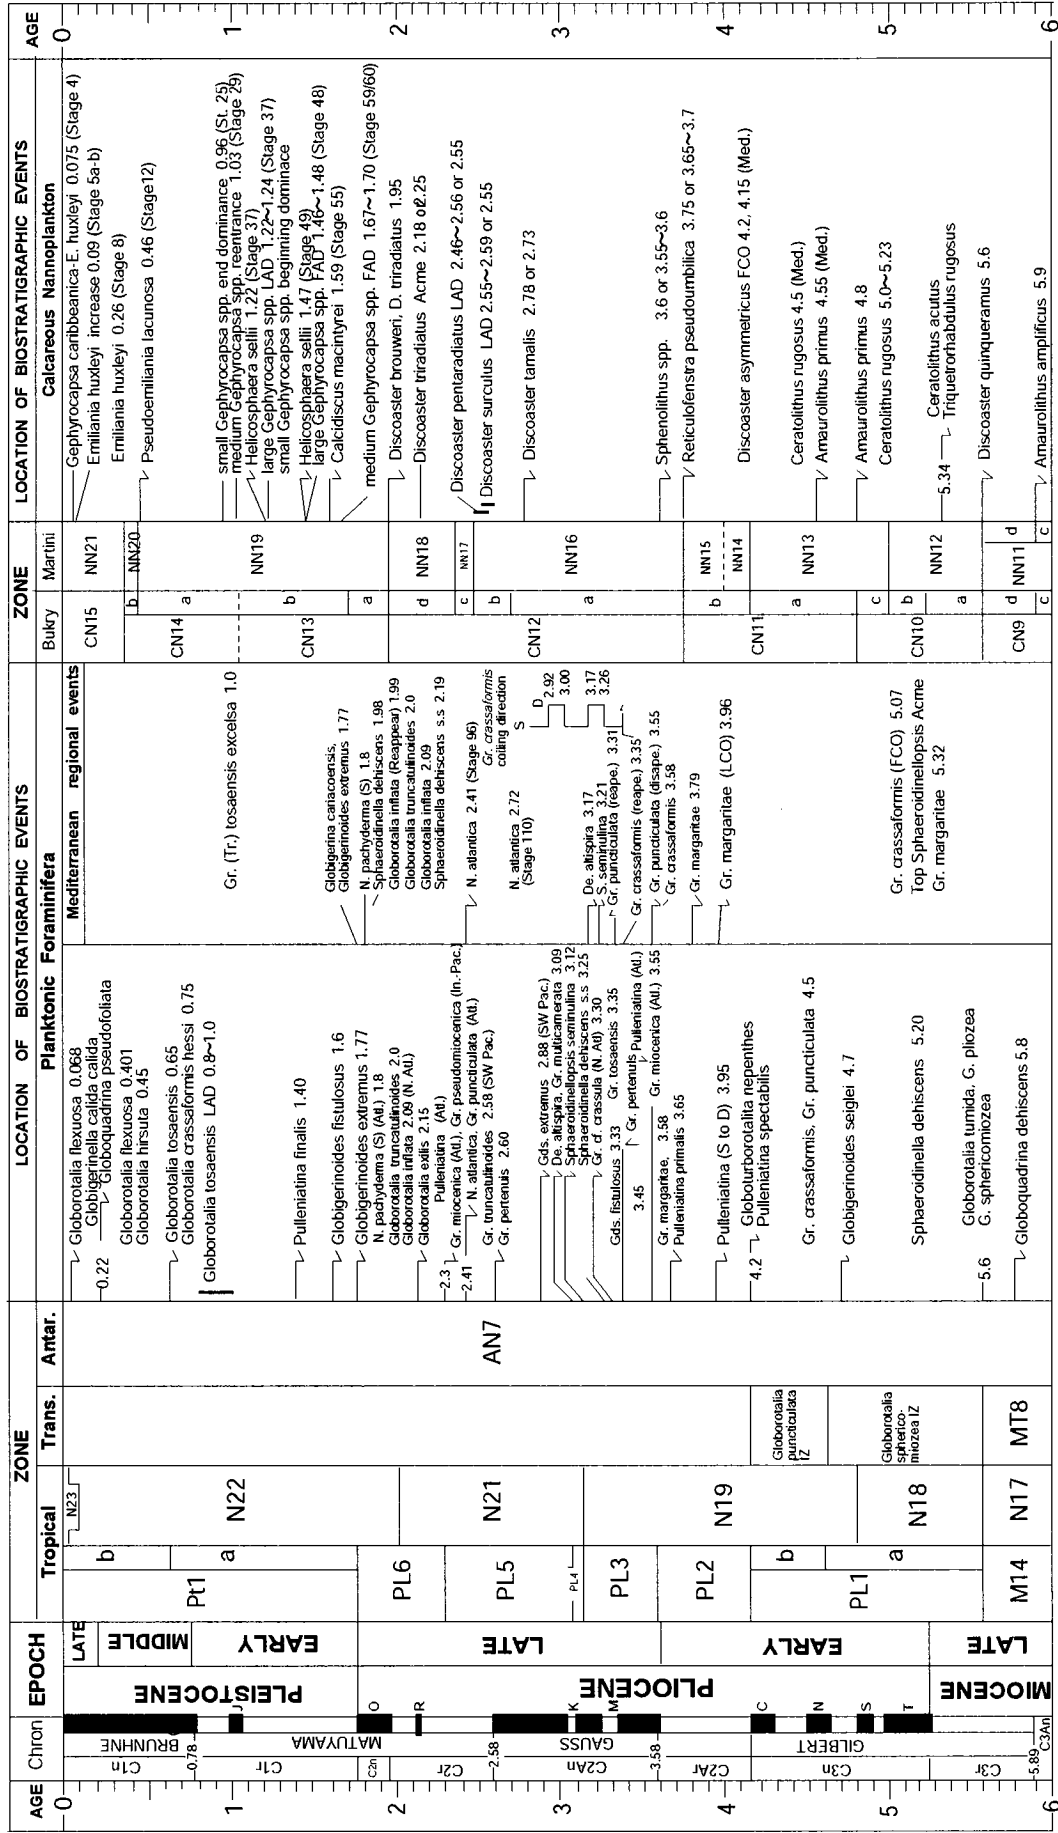 AGE
Chron
EPOCH
ZONE
Tropical
Trans.
Antar.
LOCATION OF BIOSTRATIGRAPHIC EVENTS
Planktonic Foraminifera
Mediterranean regional events
ZONE
Bukry
Martini
LOCATION OF BIOSTRATIGRAPHIC EVENTS
Calcareous Nannoplankton
AGE
0
1
2
3
4
5
6
C1n
C1r
C2n
C2r
C2An
C2Ar
C3n
C3r
C3An
BRUNHNE
0.78
MATUYAMA
2.58
GAUSS
3.58
GILBERT
5.89
J
O
R
K
M
C
N
S
T
PLEISTOCENE
PLIOCENE
MIOCENE
LATE
MIDDLE
EARLY
LATE
EARLY
LATE
Pt1
b
a
PL6
PL5
PL4
PL3
PL2
PL1
b
a
M14
N23
N22
N21
N19
N18
N17
Globorotalia
puncticulata
IZ
Globorotalia
spherico-
miozea IZ
MT8
AN7
Globorotalia flexuosa 0.068
Globigerinella calida calida
0.22
Globoquadrina pseudofoliata
Globorotalia flexuosa 0.401
Globorotalia hirsuta 0.45
Globorotalia tosaensis 0.65
Globorotalia crassaformis hessi 0.75
Globorotalia tosaensis LAD 0.8~1.0
Pulleniatina finalis 1.40
Globigerinoides fistulosus 1.6
Globigerinoides extremus 1.77
N. pachyderma (S) (Atl.) 1.8
Globorotalia truncatulinoides 2.0
Globorotalia inflata 2.09 (N. Atl.)
Globorotalia exilis 2.15
Pulleniatina (Atl.)
2.3
Gr. miocenica (Atl.), Gr. pseudomiocenica (In.-Pac.)
2.41
N. atlantica, Gr. puncticulata (Atl.)
Gr. truncatulinoides 2.58 (SW Pac.)
Gr. pertenuis 2.60
Gds. extremus 2.88 (SW Pac.)
De. altispira, Gr. multicamerata 3.09
Sphaeroidinellopsis seminulina 3.12
Sphaeroidinella dehiscens s.s 3.25
Gr. cf. crassula (N. Atl) 3.30
Gds. fistulosus 3.33 Gr. tosaensis 3.35
3.45
Gr. pertenuis Pulleniatina (Atl.)
Gr. miocenica (Atl.) 3.55
Gr. margaritae, 3.58
Pulleniatina primalis 3.65
Pulleniatina (S to D) 3.95
4.2
Globoturborotalita nepenthes
Pulleniatina spectabilis
Gr. crassaformis, Gr. puncticulata 4.5
Globigerinoides seiglei 4.7
Sphaeroidinella dehiscens 5.20
5.6
Globorotalia tumida, G. pliozea
G. sphericomiozea
Globoquadrina dehiscens 5.8
Gr. (Tr.) tosaensis excelsa 1.0
Globigerina cariacoensis,
Globigerinoides extremus 1.77
N. pachyderma (S) 1.8
Sphaeroidinella dehiscens 1.98
Globorotalia inflata (Reappear) 1.99
Globorotalia truncatulinoides 2.0
Globorotalia inflata 2.09
Sphaeroidinella dehiscens s.s 2.19
N. atlantica 2.41 (Stage 96)
Gr. crassaformis
coiling direction
S
D
N. atlantica 2.72
(Stage 110)
2.92
3.00
3.17
3.26
De. altispira 3.17
S. seminulina 3.21
Gr. puncticulata (reape.) 3.31
Gr. crassaformis (reape.) 3.35
Gr. puncticulata (disape.) 3.55
Gr. crassaformis 3.58
Gr. margaritae 3.79
Gr. margaritae (LCO) 3.96
Gr. crassaformis (FCO) 5.07
Top Sphaeroidinellopsis Acme
Gr. margaritae 5.32
CN15
b
a
CN14
b
a
CN13
d
c
b
a
CN12
b
a
CN11
c
b
a
CN10
d
c
CN9
NN21
NN20
NN19
NN18
NN17
NN16
NN15
NN14
NN13
NN12
NN11
d
c
Gephyrocapsa caribbeanica-E. huxleyi 0.075 (Stage 4)
Emiliania huxleyi increase 0.09 (Stage 5a-b)
Emiliania huxleyi 0.26 (Stage 8)
Pseudoemiliania lacunosa 0.46 (Stage12)
small Gephyrocapsa spp. end dominance 0.96 (St. 25)
medium Gephyrocapsa spp. reentrance 1.03 (Stage 29)
Helicosphaera sellii 1.22 (Stage 37)
large Gephyrocapsa spp. LAD 1.22~1.24 (Stage 37)
small Gephyrocapsa spp. beginning dominace
Helicosphaera sellii 1.47 (Stage 49)
large Gephyrocapsa spp. FAD 1.46~1.48 (Stage 48)
Calcidiscus macintyrei 1.59 (Stage 55)
medium Gephyrocapsa spp. FAD 1.67~1.70 (Stage 59/60)
Discoaster brouweri, D. triradiatus 1.95
Discoaster triradiatus Acme 2.18 or2.25
Discoaster pentaradiatus LAD 2.46~2.56 or 2.55
Discoaster surculus LAD 2.55~2.59 or 2.55
Discoaster tamalis 2.78 or 2.73
Sphenolithus spp. 3.6 or 3.55~3.6
Reticulofenstra pseudoumbilica 3.75 or 3.65~3.7
Discoaster asymmetricus FCO 4.2, 4.15 (Med.)
Ceratolithus rugosus 4.5 (Med.)
Amaurolithus primus 4.55 (Med.)
Amaurolithus primus 4.8
Ceratolithus rugosus 5.0~5.23
5.34
Ceratolithus acutus
Triquetrorhabdulus rugosus
Discoaster quinqueramus 5.6
Amaurolithus amplificus 5.9
0
1
2
3
4
5
6